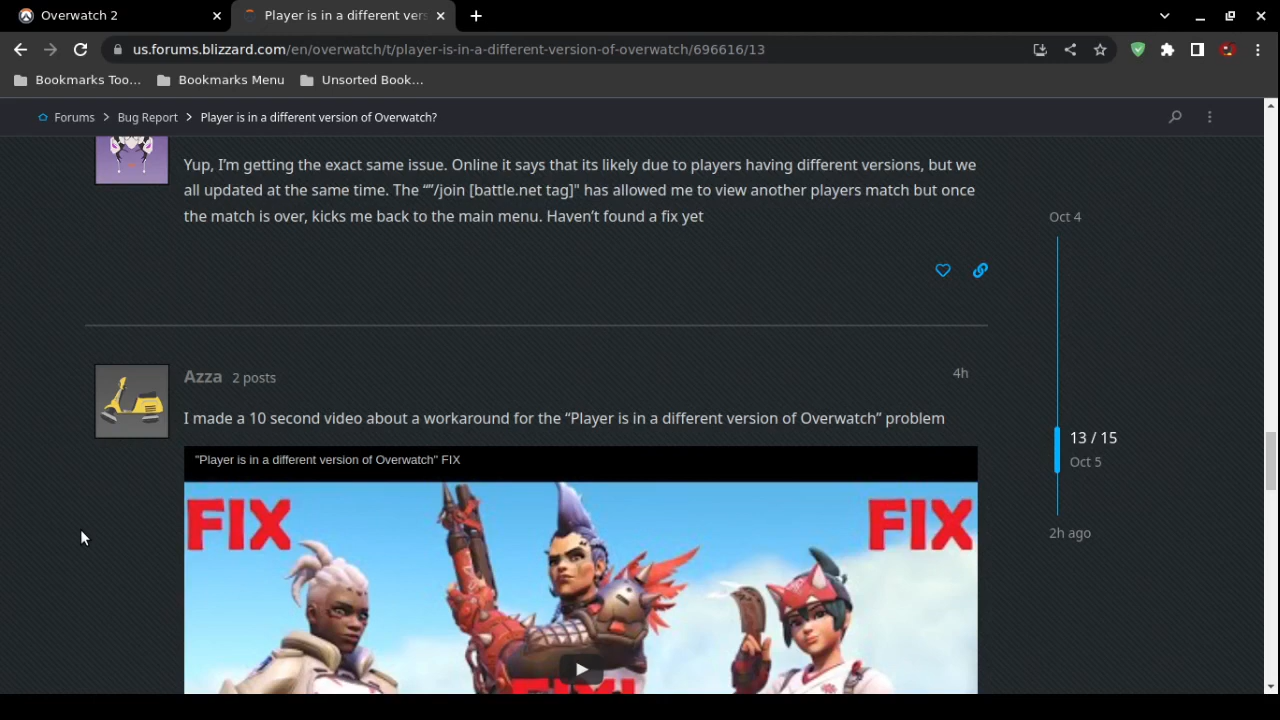 Overwatch 2
Player is in a different vers
us.forums.blizzard.com/en/overwatch/t/player-is-in-a-different-version-of-overwatch/696616/13
Bookmarks Too...
Bookmarks Menu
Unsorted Book...
Forums
Bug Report
Player is in a different version of Overwatch?
Yup, I’m getting the exact same issue. Online it says that its likely due to players having different versions, but we
all updated at the same time. The “”/join [battle.net tag]" has allowed me to view another players match but once
the match is over, kicks me back to the main menu. Haven’t found a fix yet
Oct 4
Azza 2 posts
4h
I made a 10 second video about a workaround for the “Player is in a different version of Overwatch” problem
13 / 15
Oct 5
2h ago
"Player is in a different version of Overwatch" FIX
FIX
FIX
FIX!